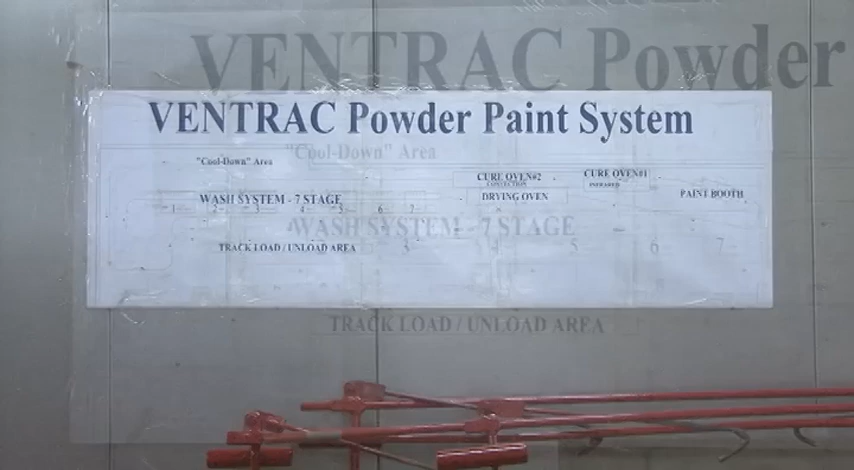 VENTRAC Powder
VENTRAC Powder Paint System
"Cool-Down" Area
"Cool-Down" Area
CURE OVEN#2
CONVECTION
CURE OVEN#1
INFRARED
WASH SYSTEM - 7 STAGE
DRYING OVEN
PAINT BOOTH
1 2 3 4 5 6 7
WASH SYSTEM - 7 STAGE
TRACK LOAD / UNLOAD AREA
3 5 6 7
TRACK LOAD / UNLOAD AREA